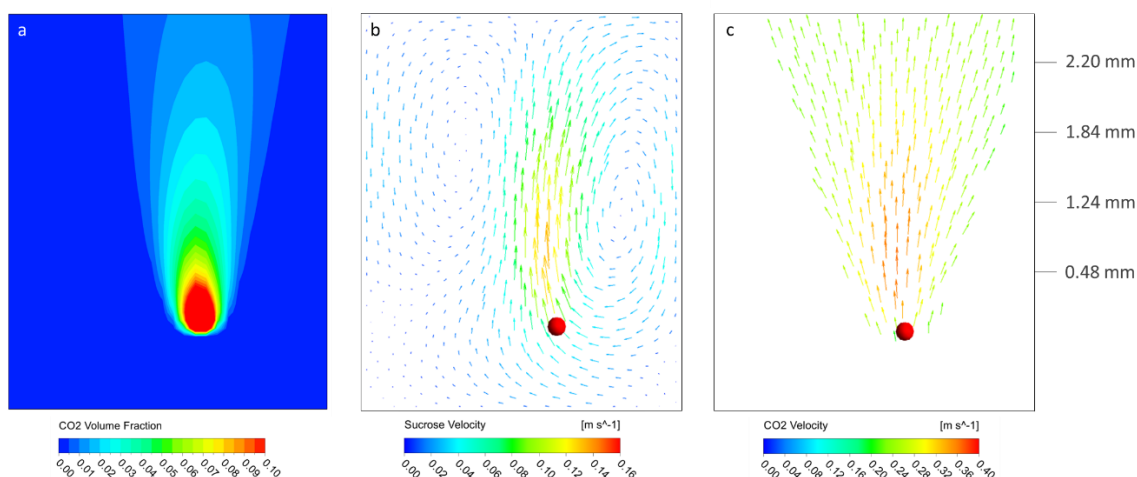 a
b
c
2.20 mm
1.84 mm
1.24 mm
0.48 mm
CO2 Volume Fraction
0.00 0.01 0.02 0.03 0.04 0.05 0.06 0.07 0.08 0.09 0.10
Sucrose Velocity [m s^-1]
0.00 0.02 0.04 0.06 0.08 0.10 0.12 0.14 0.16
CO2 Velocity [m s^-1]
0.00 0.04 0.08 0.12 0.16 0.20 0.24 0.28 0.32 0.36 0.40